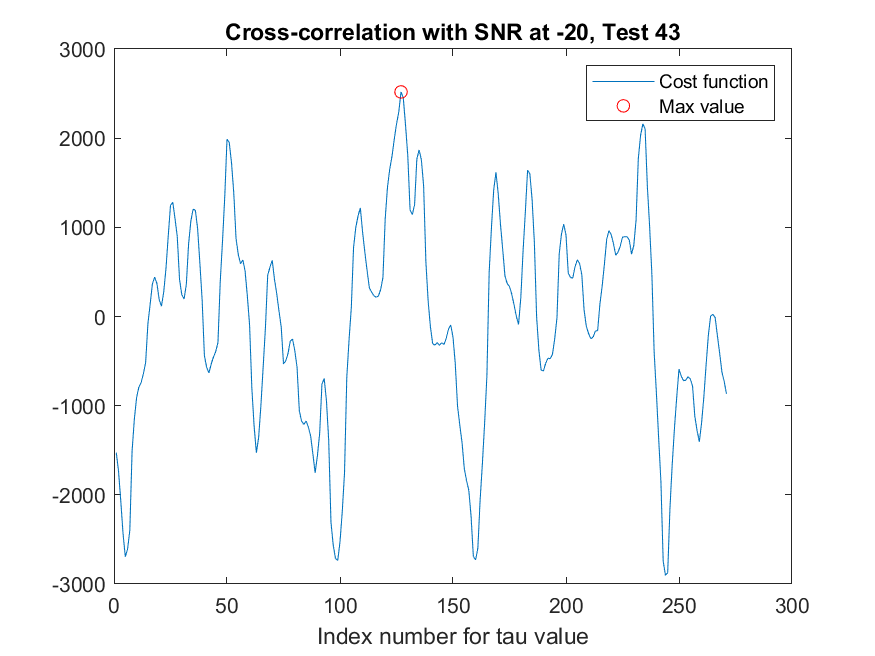 Cross-correlation with SNR at -20, Test 43
3000
2000
1000
0
-1000
-2000
-3000
Cost function
Max value
0 50 100 150 200 250 300
Index number for tau value